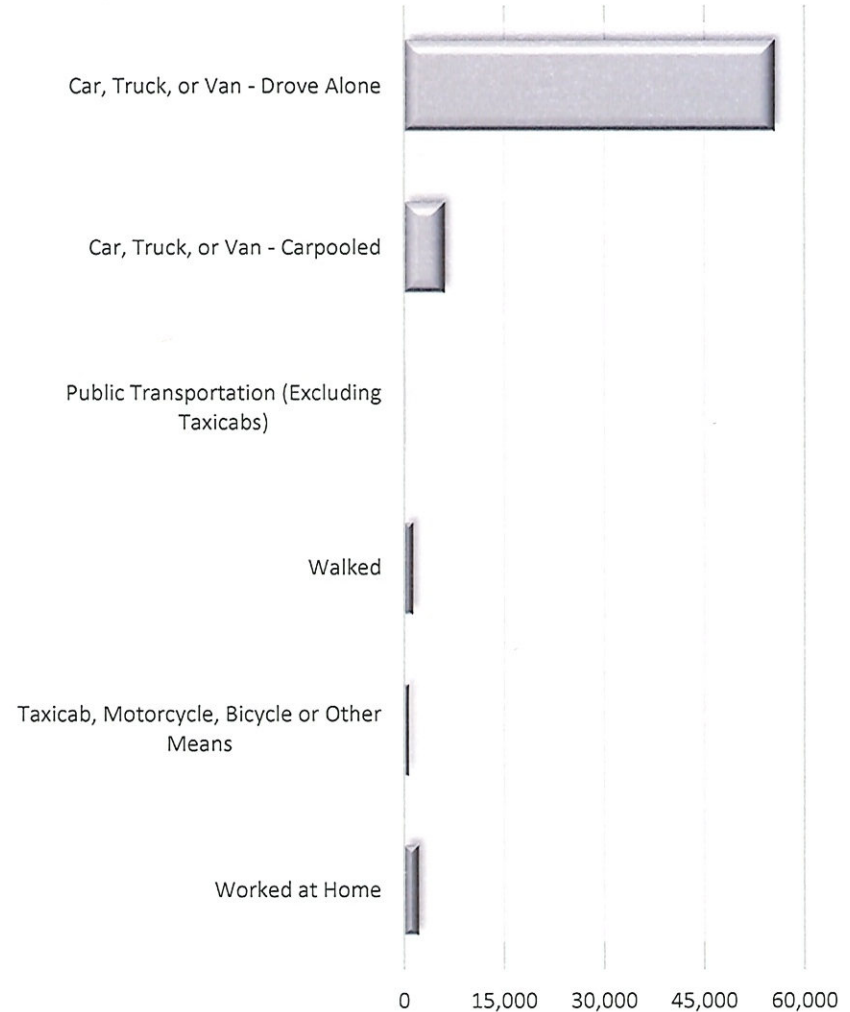 Car, Truck, or Van - Drove Alone
Car, Truck, or Van - Carpooled
Public Transportation (Excluding
Taxicabs)
Walked
Taxicab, Motorcycle, Bicycle or Other
Means
Worked at Home
0 15,000 30,000 45,000 60,000